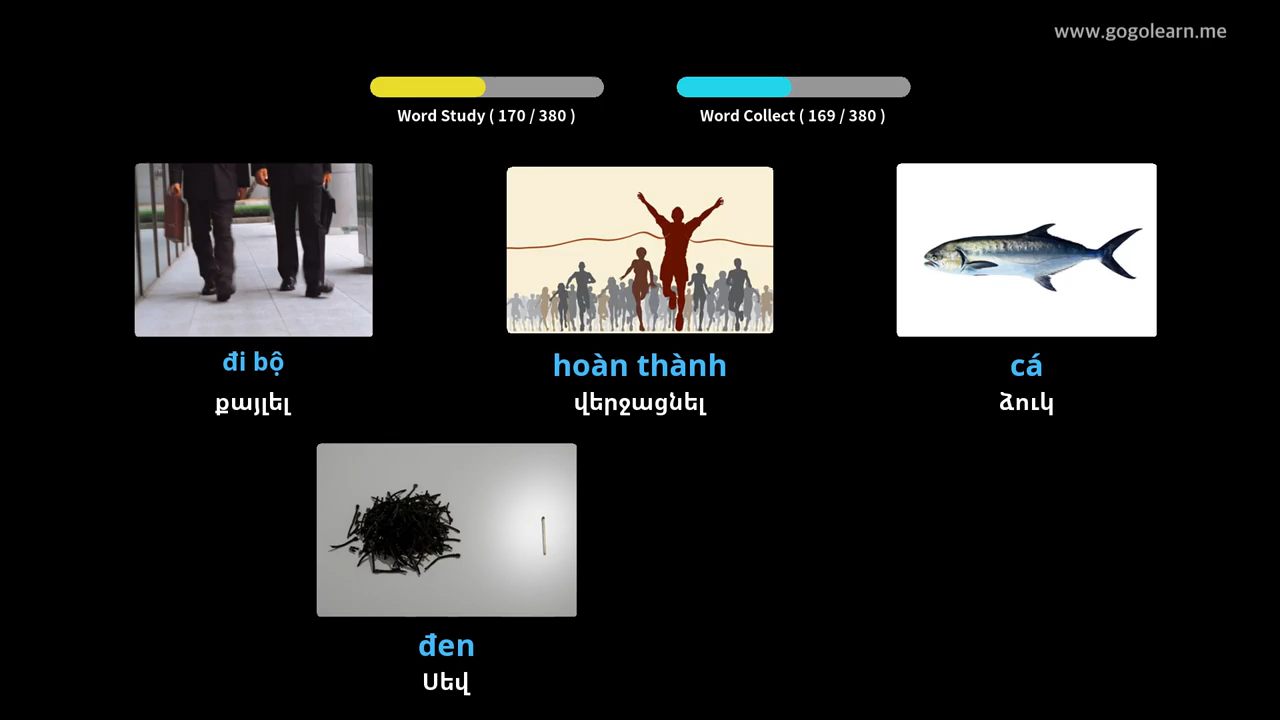 www.gogolearn.me
Word Study ( 170 / 380 )
Word Collect ( 169 / 380 )
đi bộ
քայլել
hoàn thành
վերջացնել
cá
ձուկ
đen
Սեվ